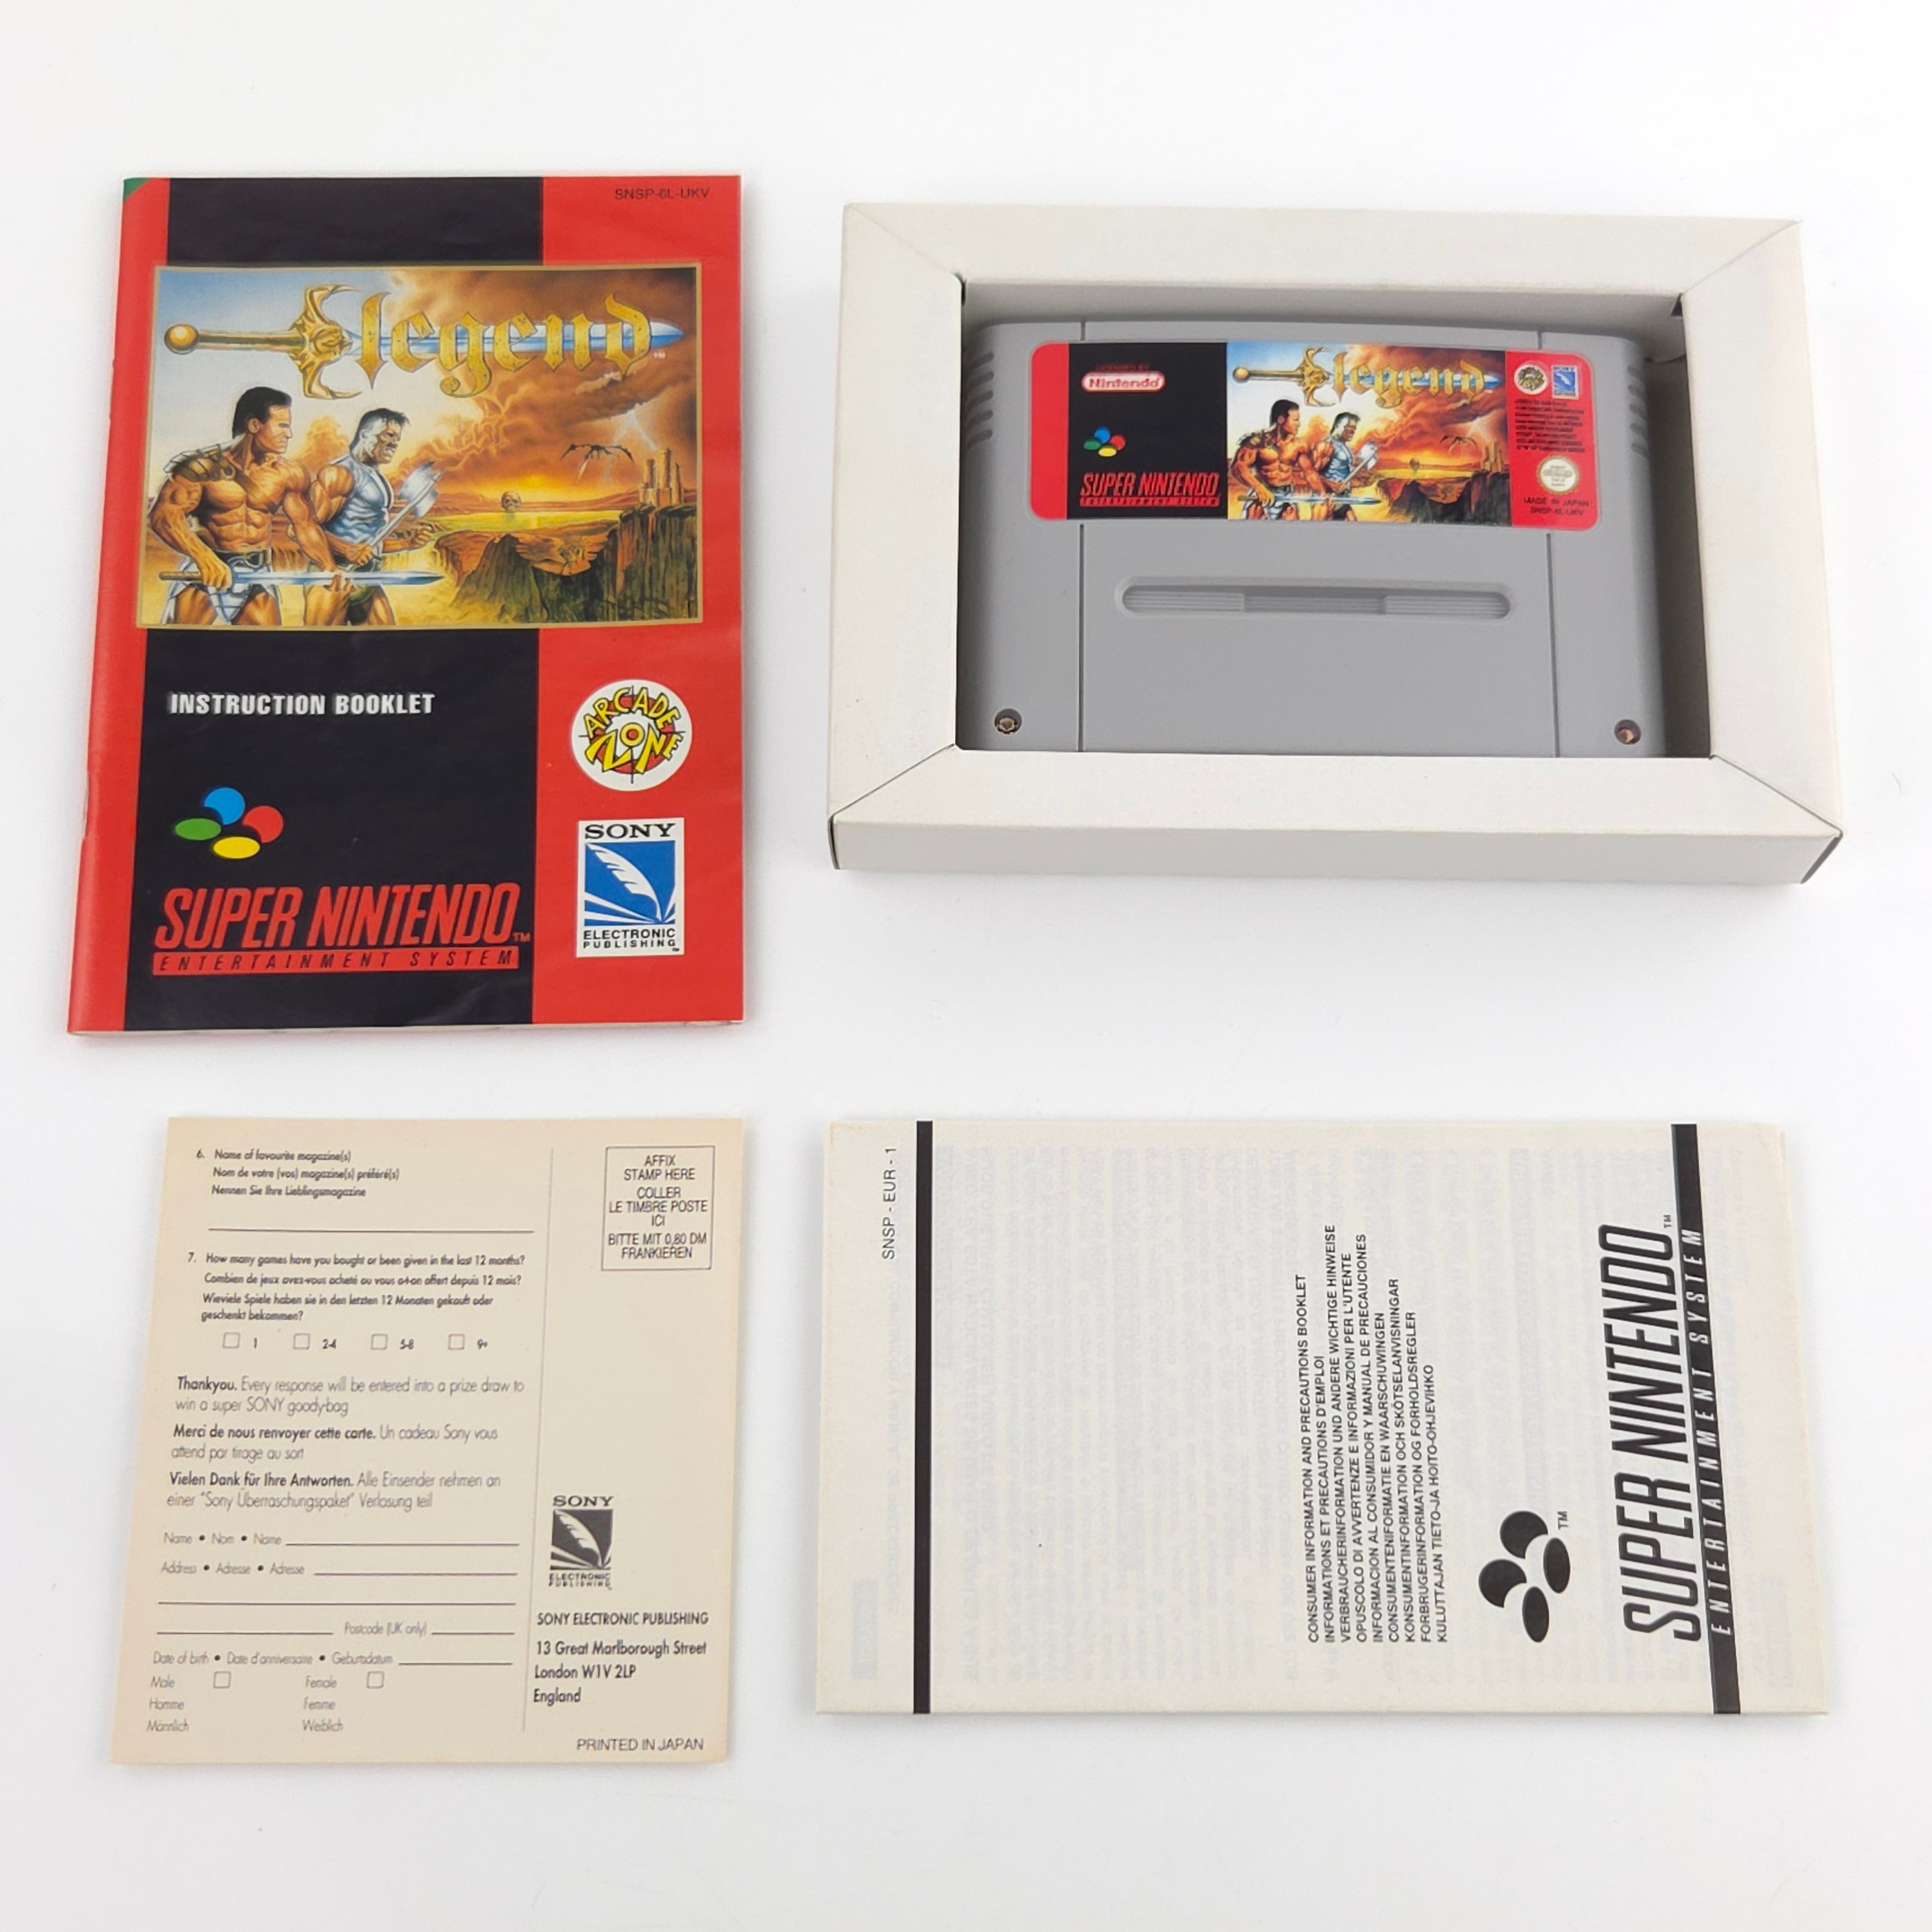 SNSP-6L-UKV
legend
TM
INSTRUCTION BOOKLET
ARCADE
ZONE
SONY
ELECTRONIC
PUBLISHING
TM
SUPER NINTENDO
TM
ENTERTAINMENT SYSTEM
LICENSED BY
Nintendo
legend
SUPER NINTENDO
ENTERTAINMENT SYSTEM
MADE IN JAPAN
SNSP-6L-UKV
6. Name of favourite magazine(s)
Nom de votre (vos) magazine(s) préféré(s)
Nennen Sie Ihre Lieblingsmagazine
7. How many games have you bought or been given in the last 12 months?
Combien de jeux avez-vous acheté ou vous a-t-on offert depuis 12 mois?
Wieviele Spiele haben sie in den letzten 12 Monaten gekauft oder
geschenkt bekommen?
1 2-4 5-8 9+
Thankyou. Every response will be entered into a prize draw to
win a super SONY goody-bag
Merci de nous renvoyer cette carte. Un cadeau Sony vous
attend par tirage au sort
Vielen Dank für Ihre Antworten. Alle Einsender nehmen an
einer "Sony Überraschungspaket" Verlosung teil
Name • Nom • Name
Address • Adresse • Adresse
Postcode (UK only)
Date of birth • Date d'anniversaire • Geburtsdatum
Male Female
Homme Femme
Männlich Weiblich
AFFIX
STAMP HERE
COLLER
LE TIMBRE POSTE
ICI
BITTE MIT 0,80 DM
FRANKIEREN
SONY
ELECTRONIC
PUBLISHING
SONY ELECTRONIC PUBLISHING
13 Great Marlborough Street
London W1V 2LP
England
PRINTED IN JAPAN
SNSP - EUR - 1
CONSUMER INFORMATION AND PRECAUTIONS BOOKLET
INFORMATIONS ET PRECAUTIONS D'EMPLOI
VERBRAUCHERINFORMATION UND ANDERE WICHTIGE HINWEISE
OPUSCOLO DI AVVERTENZE E INFORMAZIONI PER L'UTENTE
INFORMACION AL CONSUMIDOR Y MANUAL DE PRECAUCIONES
CONSUMENTENINFORMATIE EN WAARSCHUWINGEN
KONSUMENTINFORMATION OCH SKÖTSELANVISNINGAR
FORBRUGERINFORMATION OG FORHOLDSREGLER
KULUTTAJAN TIETO-JA HOITO-OHJEVIHKO
TM
SUPER NINTENDO
TM
ENTERTAINMENT SYSTEM